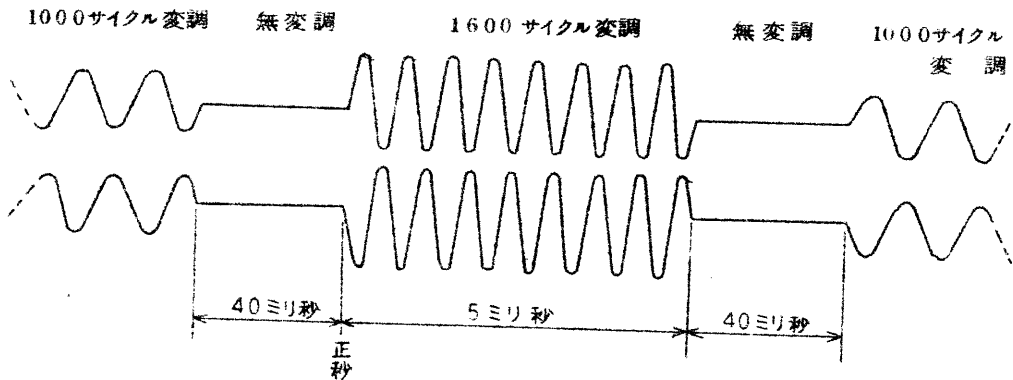 1000サイクル変調 無変調 1600サイクル変調 無変調 1000サイクル
変調
40ミリ秒 5ミリ秒 40ミリ秒
正
秒